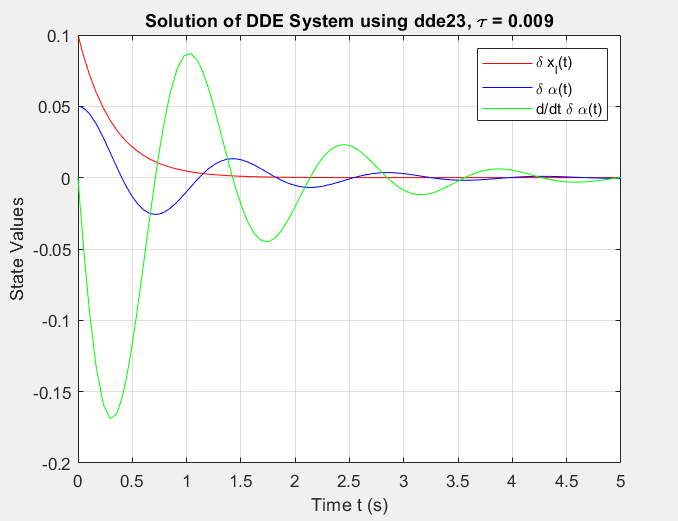 Solution of DDE System using dde23, τ = 0.009
δ x_l(t)
δ α(t)
d/dt δ α(t)
State Values
0.1
0.05
0
-0.05
-0.1
-0.15
-0.2
0 0.5 1 1.5 2 2.5 3 3.5 4 4.5 5
Time t (s)